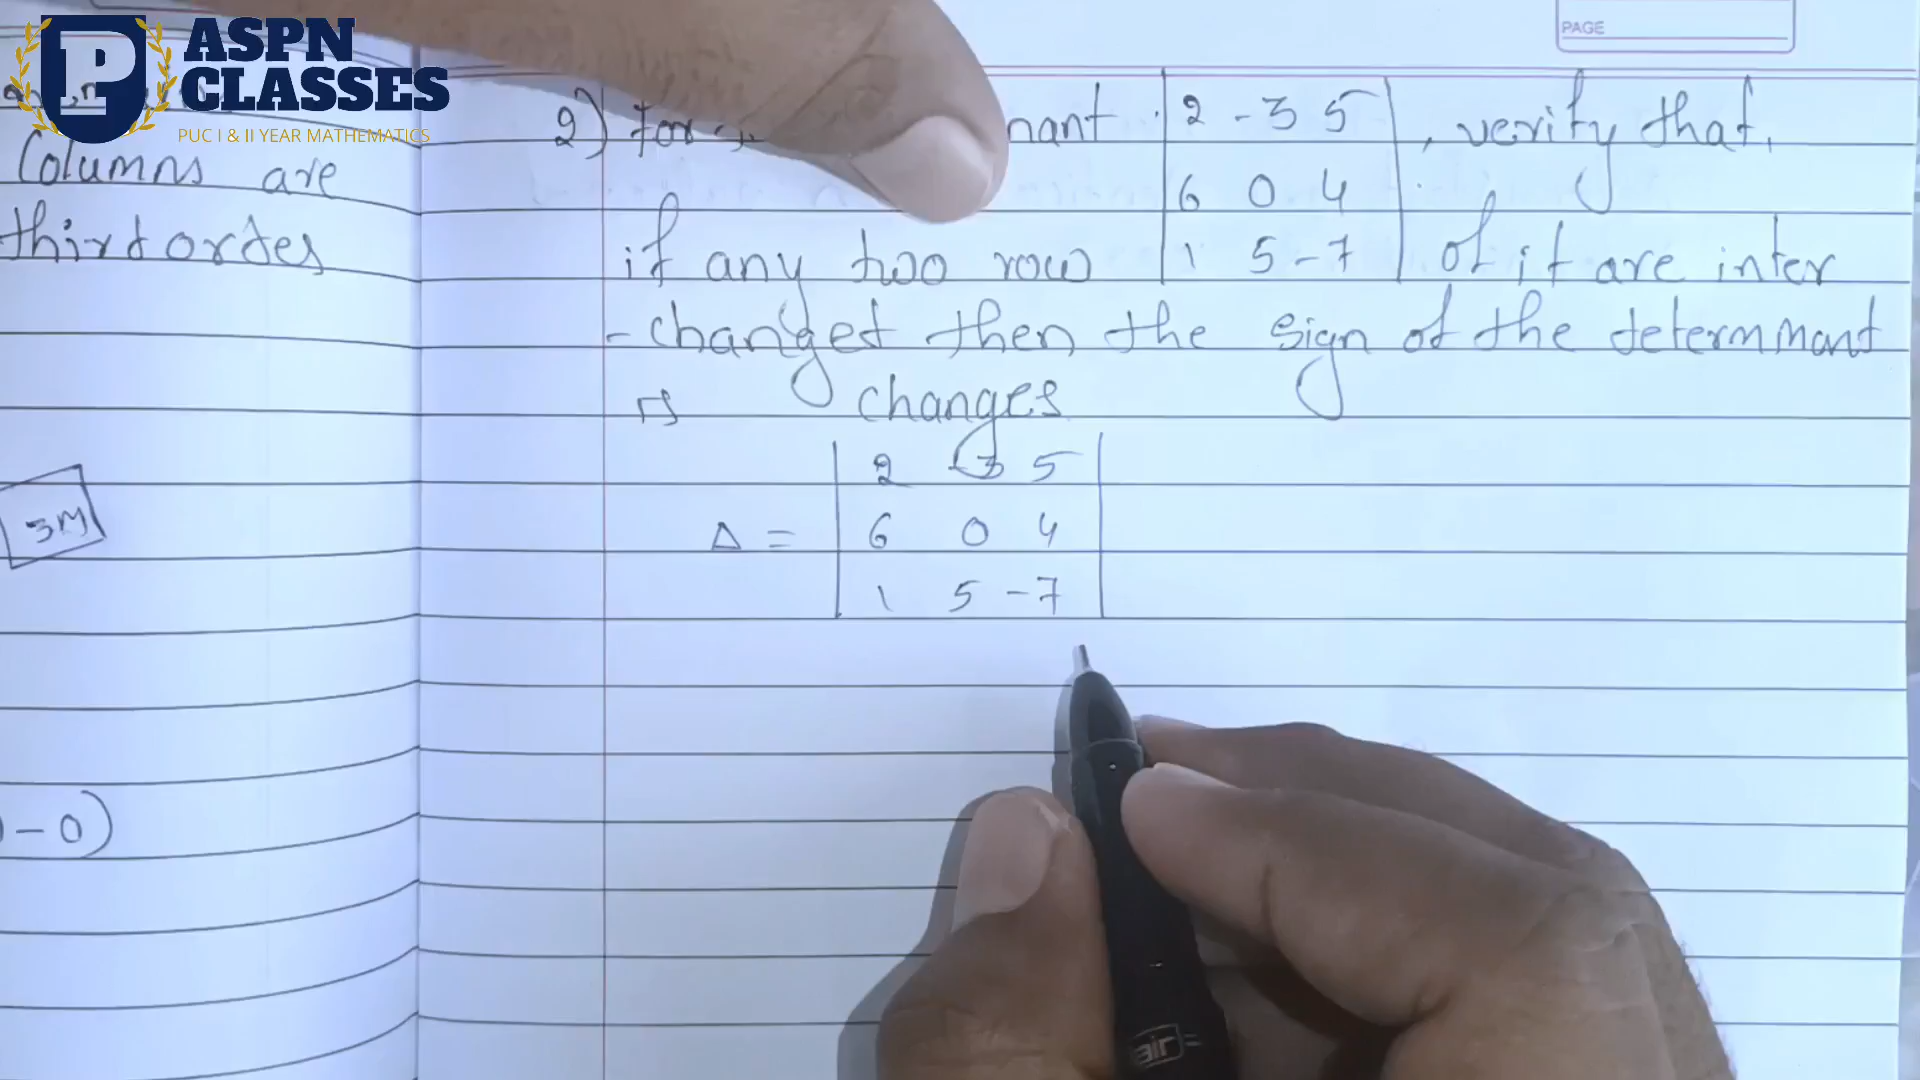 ASPN
CLASSES
PUC I & II YEAR MATHEMATICS
PAGE
Columns are
third order
3M
-0)
2) for nant | 2 -3 5 | , verify that,
| 6 0 4 |
if any two row | 1 5 -7 | of it are inter
-changed then the sign of the determinant
is changes
| 2 -3 5 |
Δ = | 6 0 4 |
| 1 5 -7 |